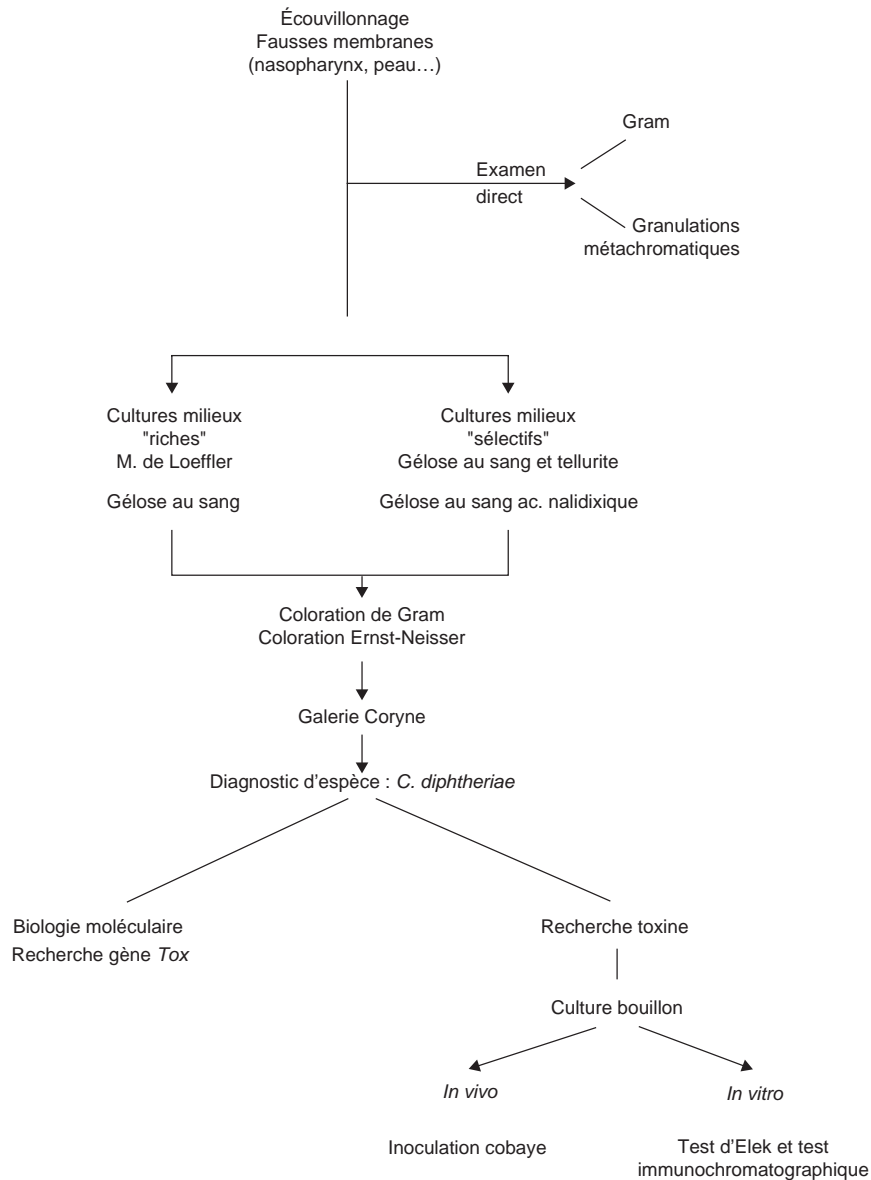 Écouvillonnage
Fausses membranes
(nasopharynx, peau…)
Gram
Examen
direct
Granulations
métachromatiques
Cultures milieux
"riches"
M. de Loeffler
Gélose au sang
Cultures milieux
"sélectifs"
Gélose au sang et tellurite
Gélose au sang ac. nalidixique
Coloration de Gram
Coloration Ernst-Neisser
Galerie Coryne
Diagnostic d'espèce : C. diphtheriae
Biologie moléculaire
Recherche gène Tox
Recherche toxine
Culture bouillon
In vivo
Inoculation cobaye
In vitro
Test d'Elek et test
immunochromatographique